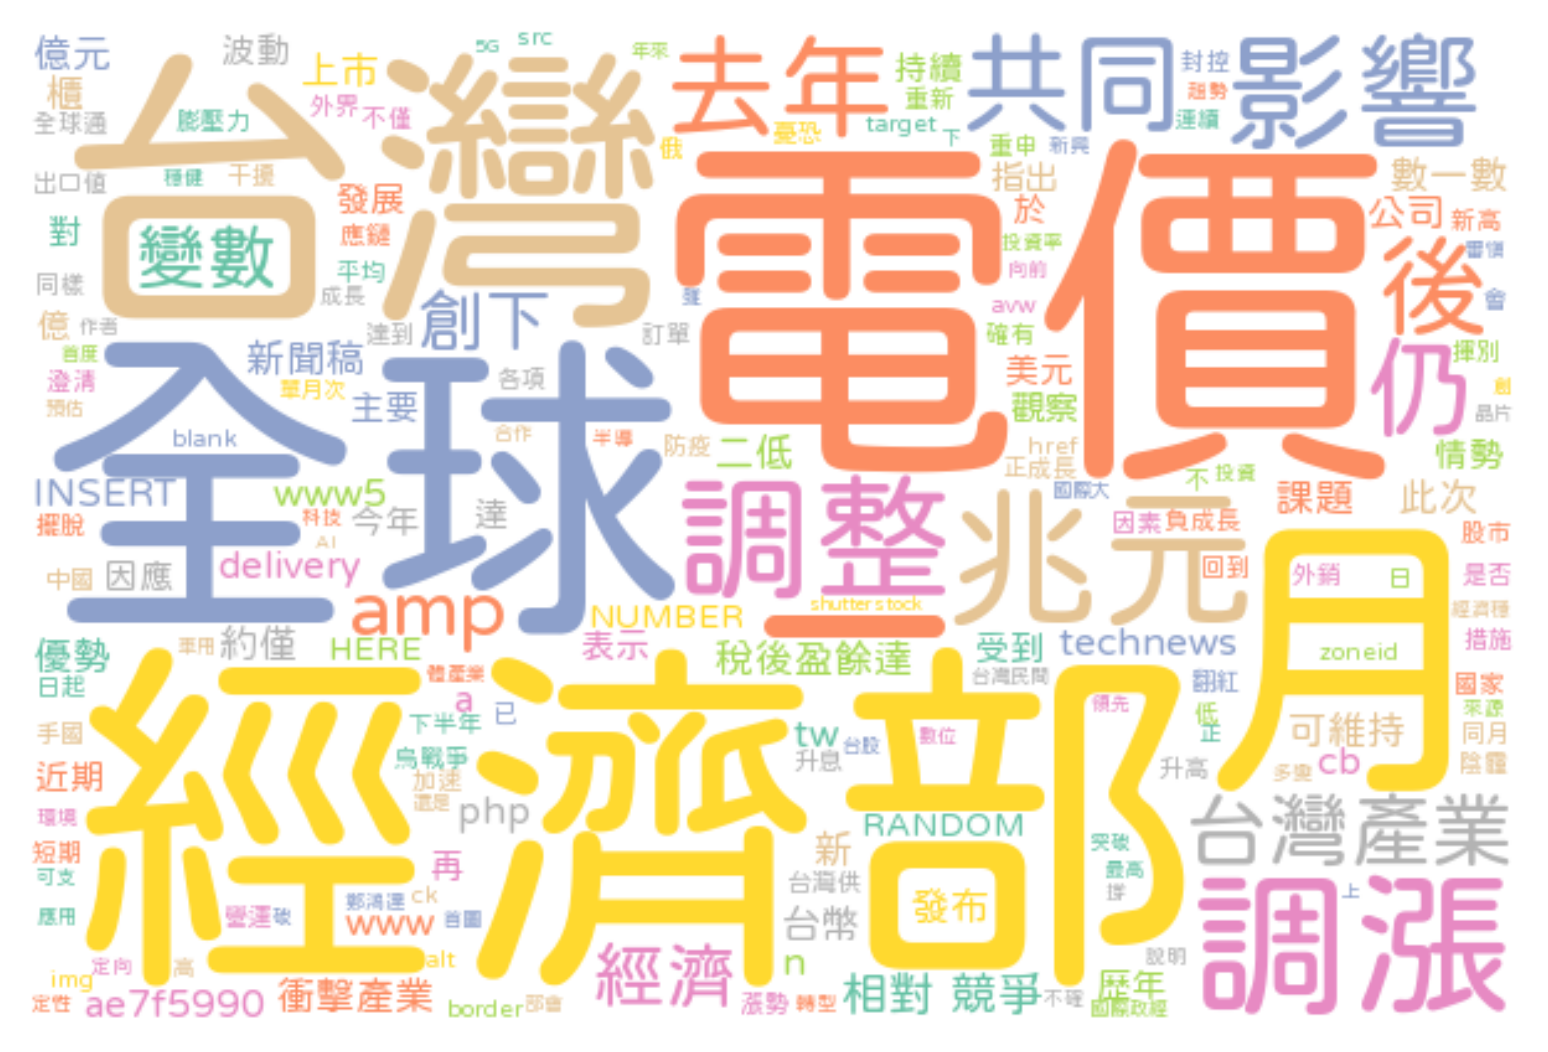 億元
波動
上市
5G
src
年來
去年
持續
共同
封控
影響
櫃
外界
不僅
台灣
重新
趨勢
連續
全球通
膨壓力
俄
憂恐
target
下
重申
新興
出口值
穩健
干擾
電價
指出
數一數
對
變數
發展
應鏈
於
投資率
公司
新高
同樣
平均
成長
向前
後
會
億
作者
達到
創下
訂單
avw
確有
首度
新聞稿
全球
各項
美元
仍
揮別
澄清
單月次
預估
主要
觀察
創
晶片
blank
合作
半導
防疫
二低
href
正成長
情勢
INSERT
www5
調整
國際大
不
投資
課題
此次
擺脫
科技
今年
達
兆元
因素
負成長
股市
AI
中國
因應
delivery
回到
月
外銷
日
是否
amp
NUMBER
shutterstock
一
經濟穩
優勢
車用
約僅
HERE
表示
稅後盈餘達
受到
technews
zoneid
措施
日起
經濟部
體產業
a
已
台灣民間
翻紅
國家
手國
下半年
tw
台股
數位
領先
低
正
可維持
來源
同月
近期
烏戰爭
加速
還是
升息
升高
多變
cb
陰霾
環境
php
RANDOM
台灣產業
短期
可支
再
新
台灣供
突破
最高
應用
營運
碳
鄭鴻達
ck
www
首圖
台幣
發布
調漲
上
img
定向
高
alt
經濟
n
說明
定性
ae7f5990
衝擊產業
border
部會
漲勢
轉型
相對
競爭
不確
歷年
國際政經